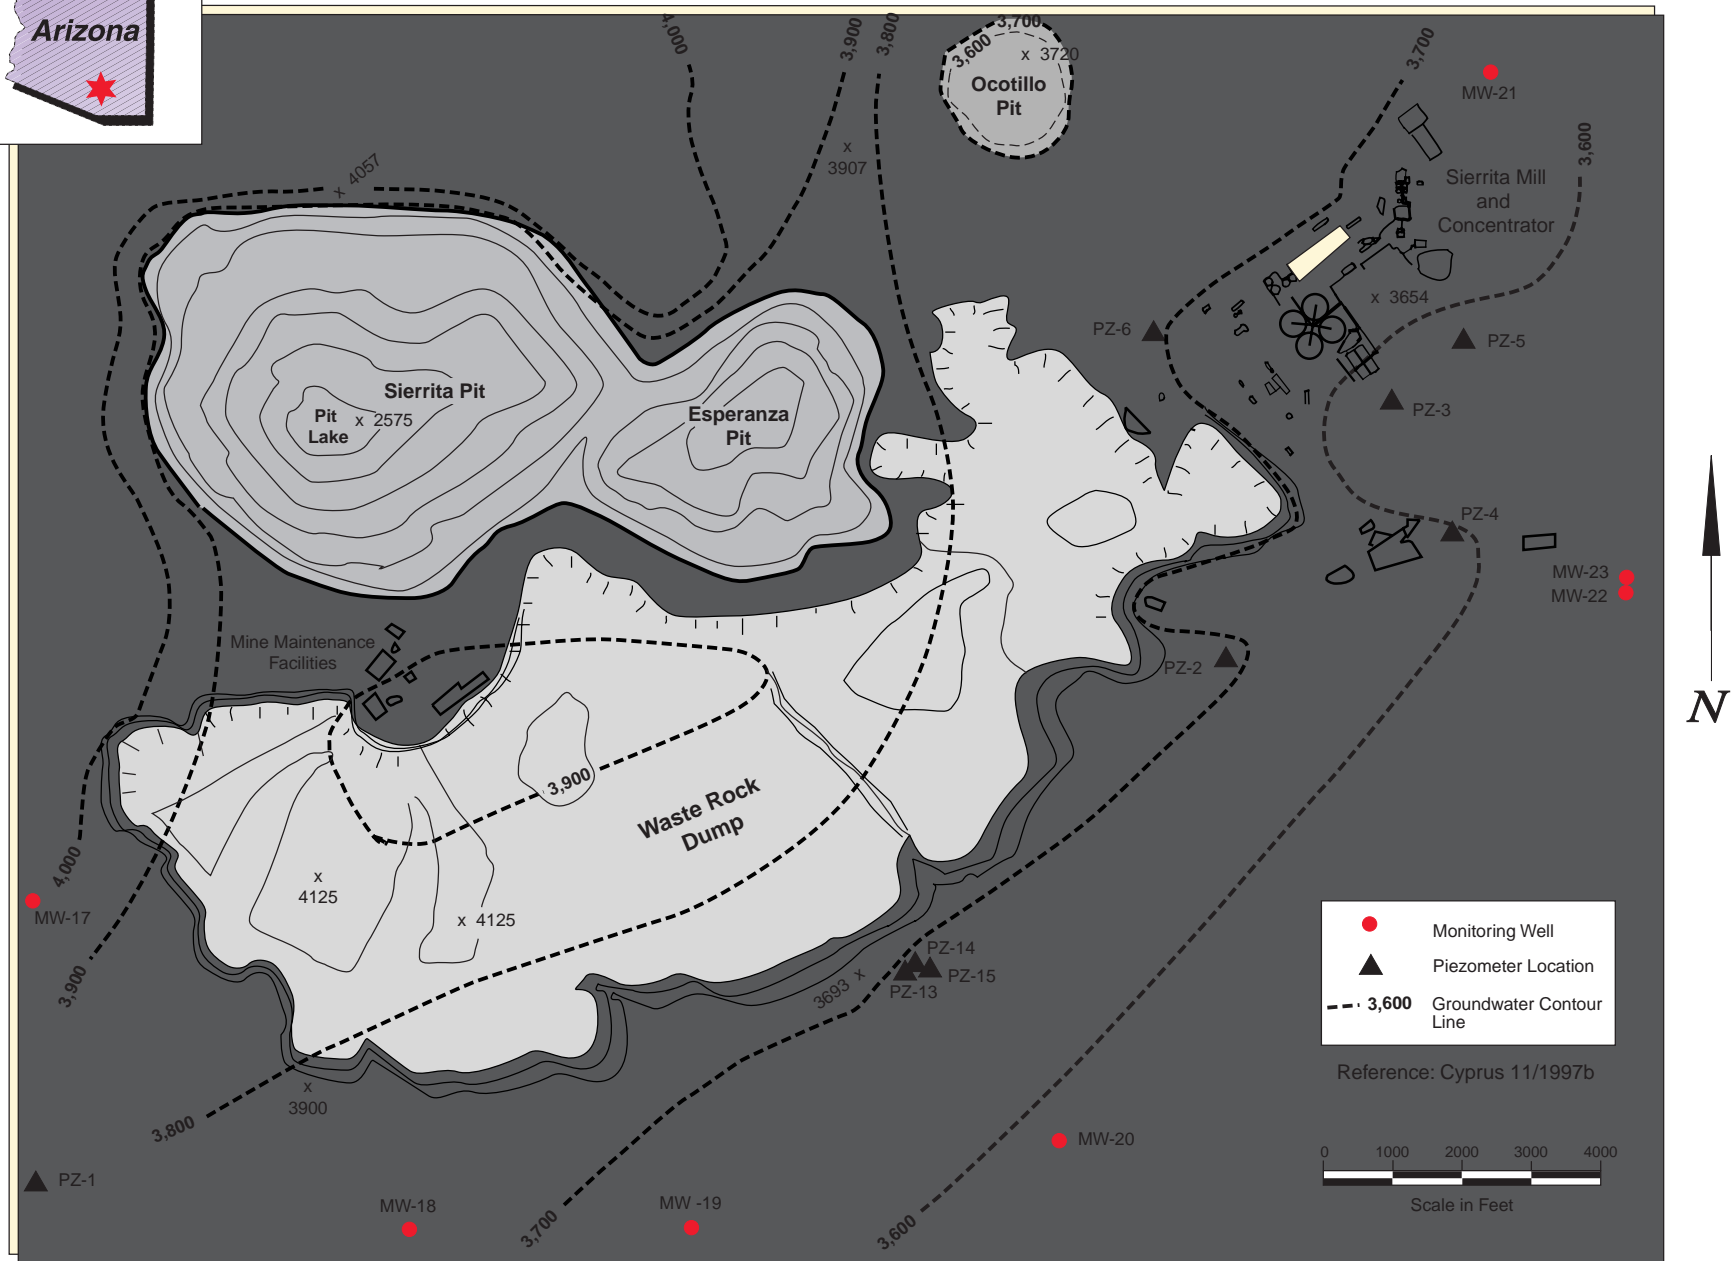 Arizona
4,000
3,900
3,800
3,700
3,600
x 3720
Ocotillo
Pit
3,700
MW-21
3,600
x 4057
x
3907
Sierrita Mill
and
Concentrator
x 3654
PZ-6
PZ-5
PZ-3
Sierrita Pit
Pit
Lake
x 2575
Esperanza
Pit
PZ-4
MW-23
MW-22
Mine Maintenance
Facilities
PZ-2
N
3,900
Waste Rock
Dump
4,000
x
4125
x 4125
MW-17
3,900
PZ-14
PZ-15
PZ-13
3693 x
Monitoring Well
Piezometer Location
3,600 Groundwater Contour
Line
Reference: Cyprus 11/1997b
x
3900
3,800
MW-20
0 1000 2000 3000 4000
Scale in Feet
PZ-1
MW-18
MW -19
3,700
3,600